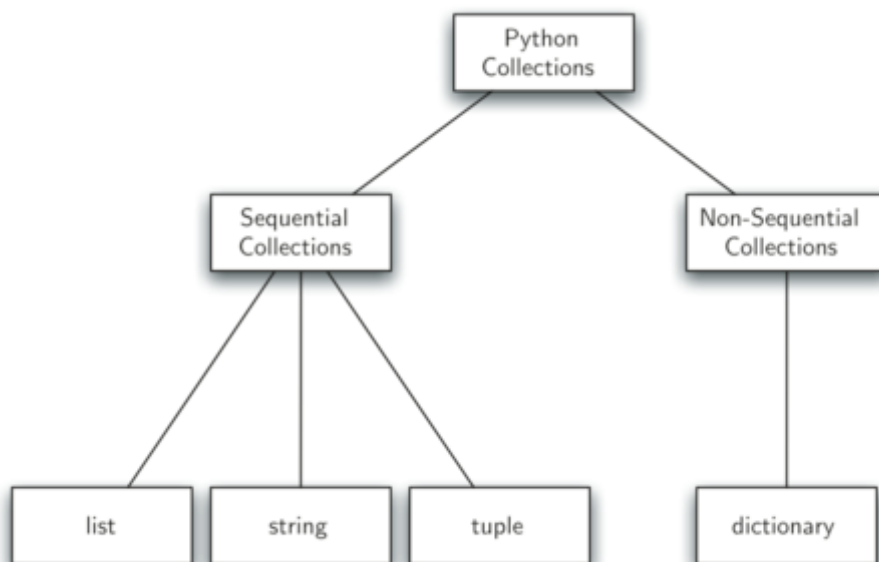 Python
Collections
Sequential
Collections
Non-Sequential
Collections
list
string
tuple
dictionary